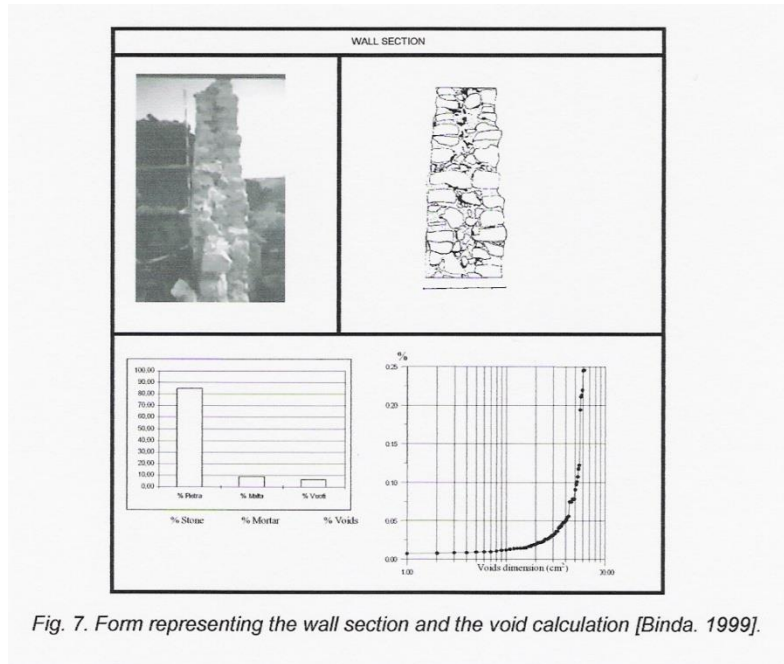 WALL SECTION
100,00
90,00
80,00
70,00
60,00
50,00
40,00
30,00
20,00
10,00
0,00
% Pietra
% Malta
% Vuoti
% Stone
% Mortar
% Voids
%
0.25
0.20
0.15
0.10
0.05
0.00
1.00
Voids dimension (cm²)
Fig. 7. Form representing the wall section and the void calculation [Binda. 1999].